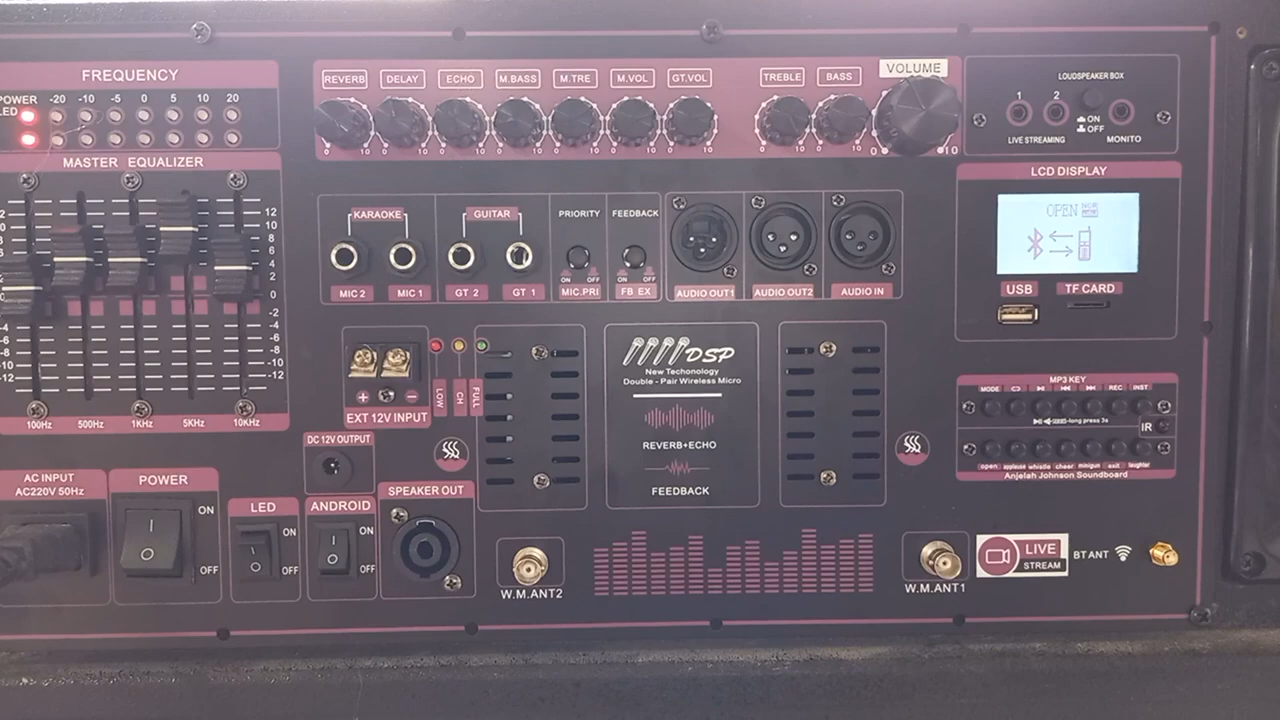 FREQUENCY
POWER -20 -10 -5 0 5 10 20
LED
MASTER EQUALIZER
12
10
8
6
4
2
0
-2
-4
-6
-8
-10
-12
100Hz 500Hz 1KHz 5KHz 10KHz
REVERB DELAY ECHO M.BASS M.TRE M.VOL GT.VOL TREBLE BASS VOLUME
0 10 0 10 0 10 0 10 0 10 0 10 0 10 0 10 0 10 0 10
LOUDSPEAKER BOX
1 2
ON
OFF
LIVE STREAMING MONITO
KARAOKE GUITAR PRIORITY FEEDBACK
ON OFF ON OFF
MIC 2 MIC 1 GT 2 GT 1 MIC.PRI FB EX AUDIO OUT1 AUDIO OUT2 AUDIO IN
LCD DISPLAY
OPEN
USB TF CARD
+ -
EXT 12V INPUT
LOW CH FULL
DSP
New Techonology
Double - Pair Wireless Micro
REVERB+ECHO
FEEDBACK
MP3 KEY
MODE REC INST
SERIES-long press 3s
IR
open applause whistle cheer minigun exit laughter
Anjelah Johnson Soundboard
DC 12V OUTPUT
AC INPUT
AC220V 50Hz
POWER
ON
OFF
LED
ON
OFF
ANDROID
ON
OFF
SPEAKER OUT
W.M.ANT2
W.M.ANT1
LIVE
STREAM
BT ANT